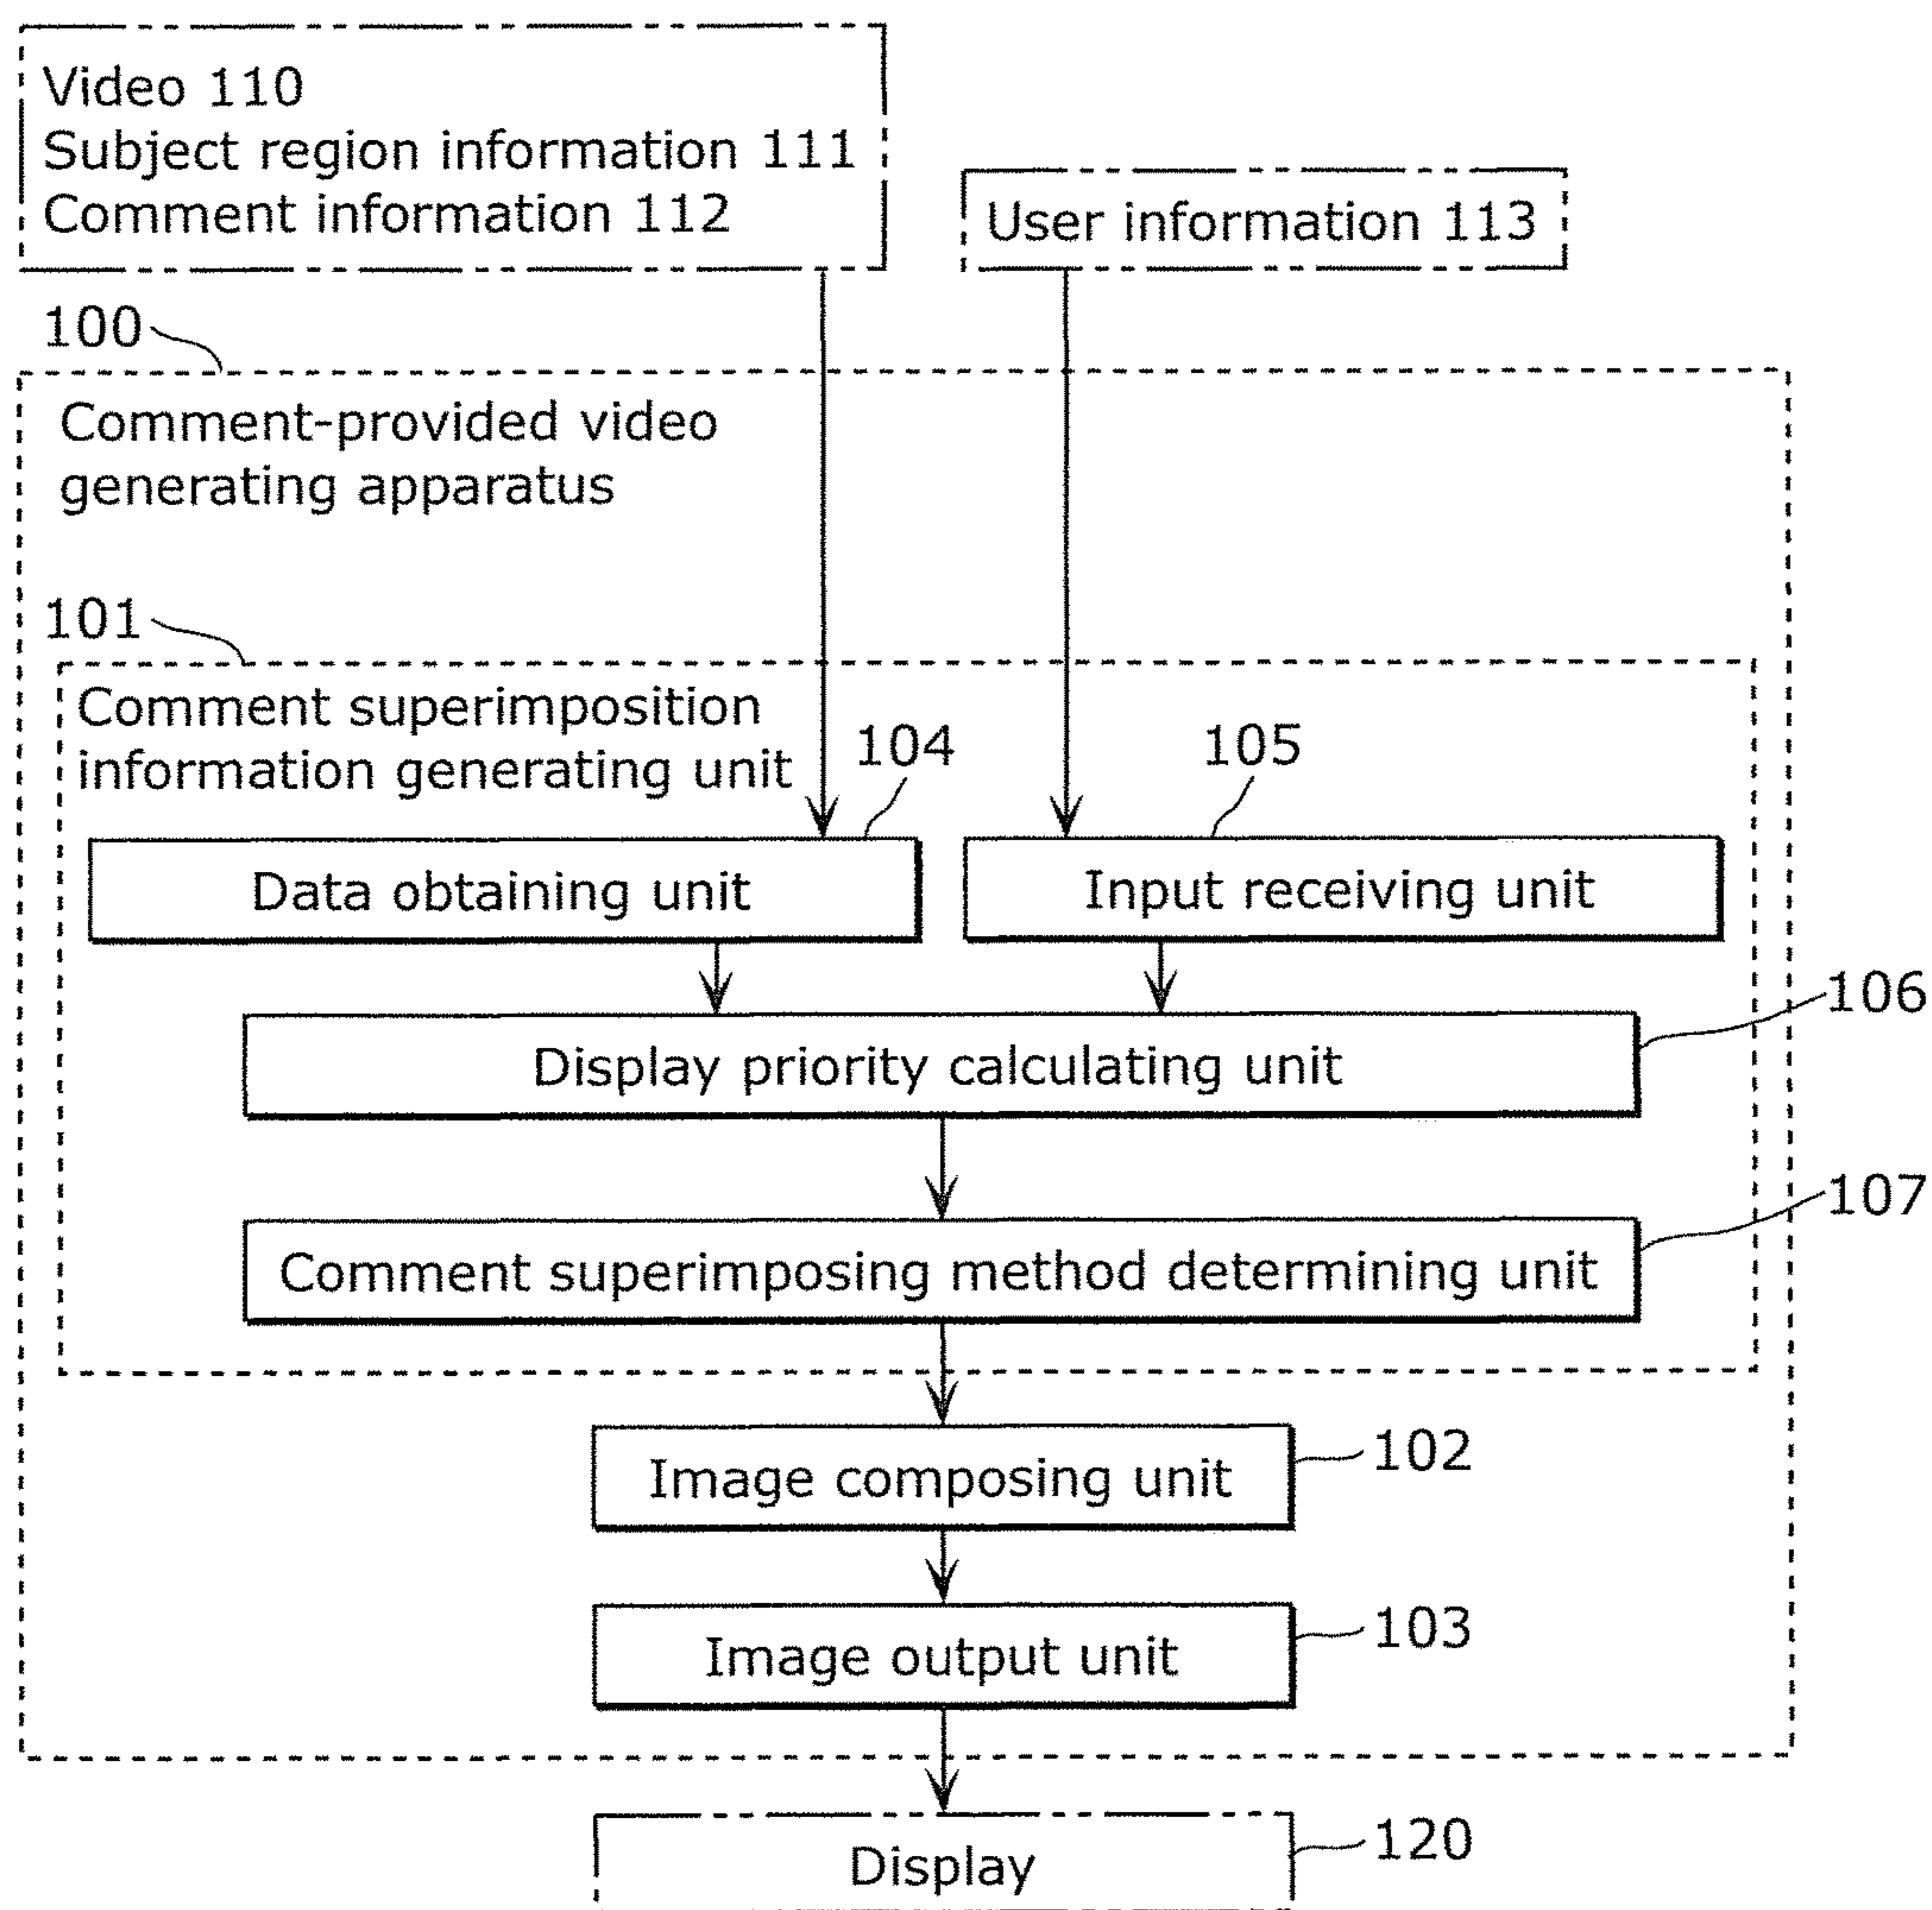 Video 110
Subject region information 111
Comment information 112
User information 113
100
Comment-provided video
generating apparatus
101
Comment superimposition
information generating unit
104
105
Data obtaining unit
Input receiving unit
106
Display priority calculating unit
107
Comment superimposing method determining unit
102
Image composing unit
103
Image output unit
120
Display